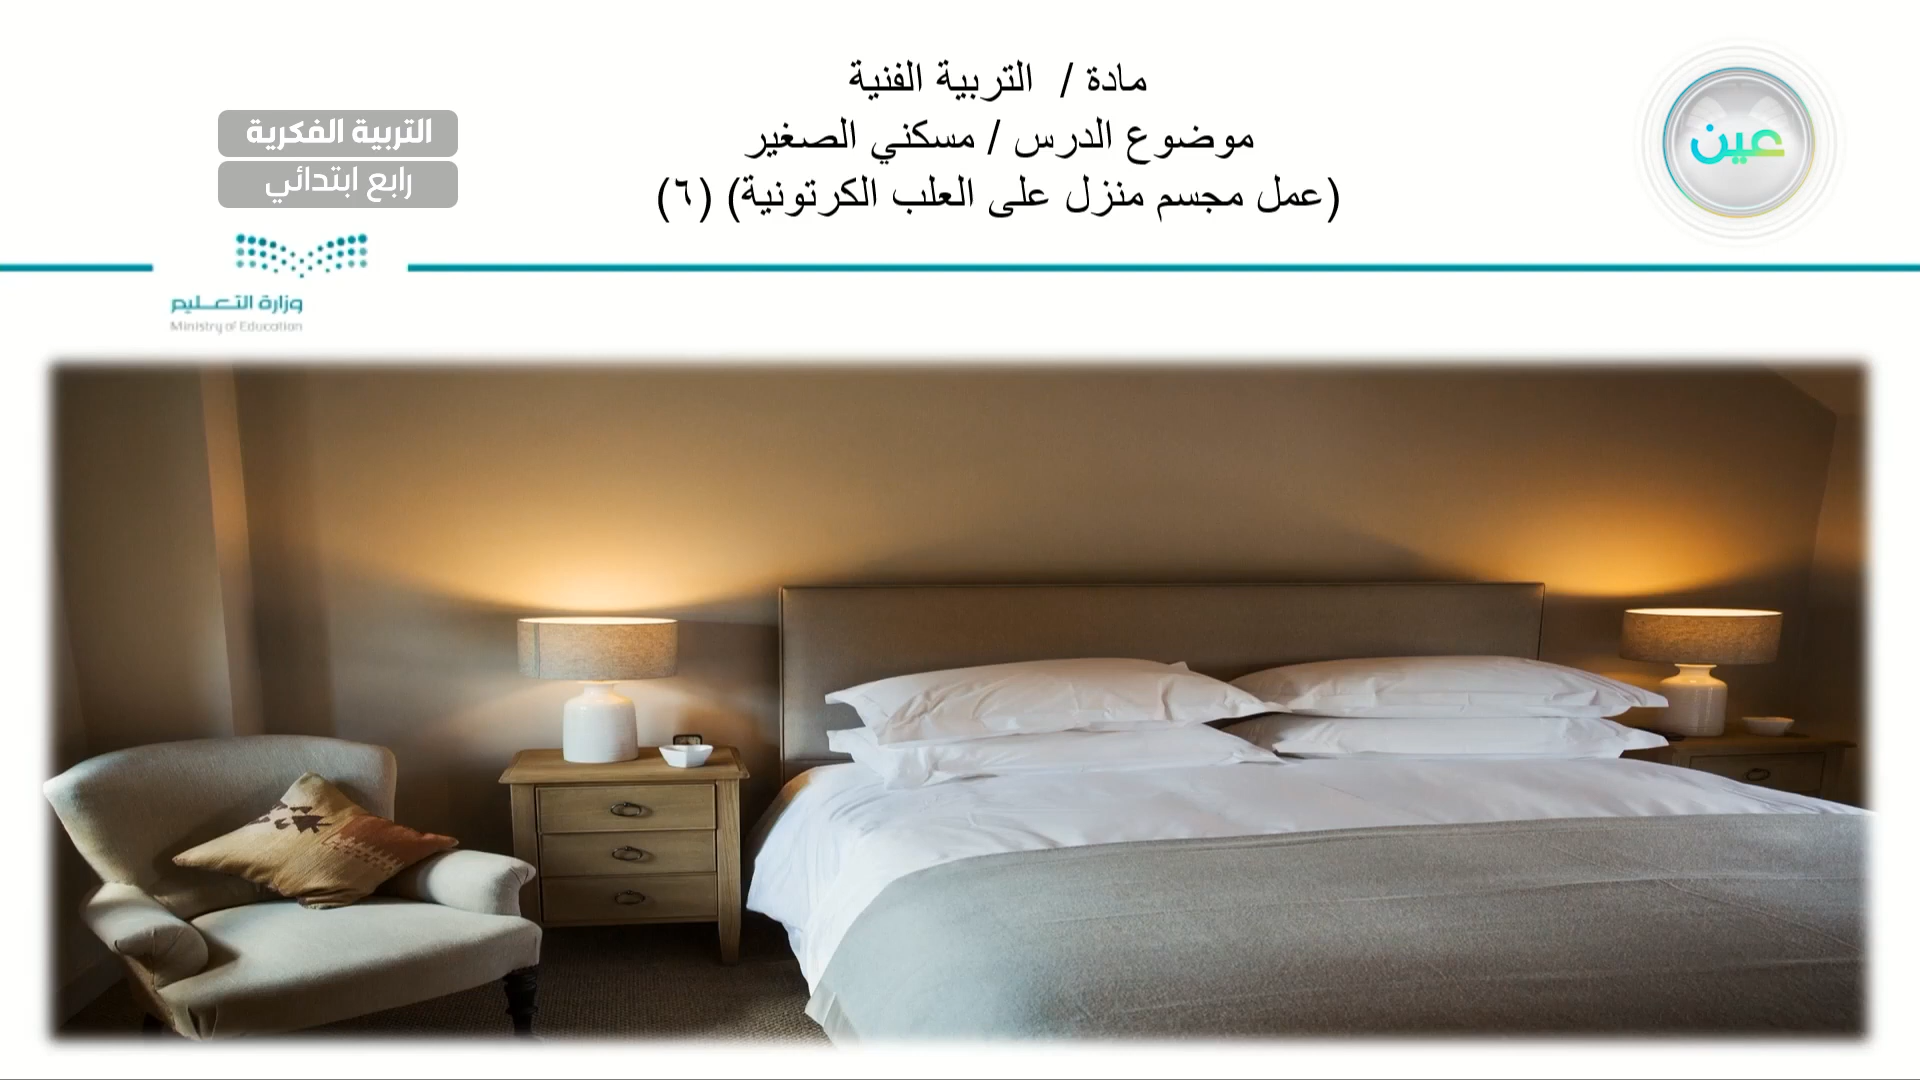 مادة / التربية الفنية
موضوع الدرس / مسكني الصغير
(عمل مجسم منزل على العلب الكرتونية) (٦)
عين
التربية الفكرية
رابع ابتدائي
وزارة التعليم
Ministry of Education